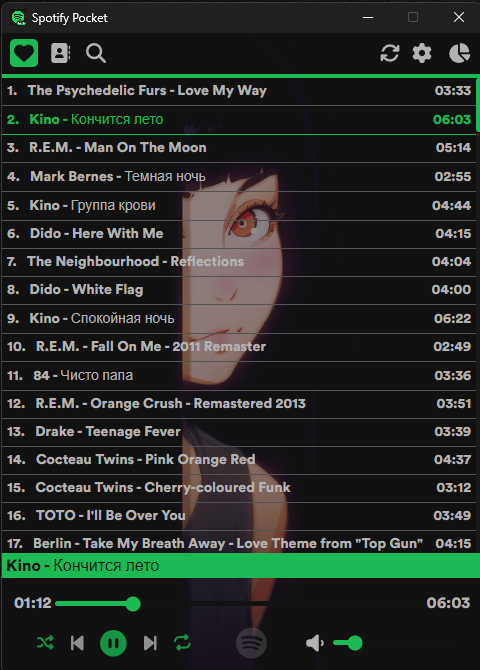 Spotify Pocket
1. The Psychedelic Furs - Love My Way 03:33
2. Kino - Кончится лето 06:03
3. R.E.M. - Man On The Moon 05:14
4. Mark Bernes - Темная ночь 02:55
5. Kino - Группа крови 04:44
6. Dido - Here With Me 04:15
7. The Neighbourhood - Reflections 04:04
8. Dido - White Flag 04:00
9. Kino - Спокойная ночь 06:22
10. R.E.M. - Fall On Me - 2011 Remaster 02:49
11. 84 - Чисто папа 03:36
12. R.E.M. - Orange Crush - Remastered 2013 03:51
13. Drake - Teenage Fever 03:39
14. Cocteau Twins - Pink Orange Red 04:37
15. Cocteau Twins - Cherry-coloured Funk 03:12
16. TOTO - I'll Be Over You 03:49
17. Berlin - Take My Breath Away - Love Theme from "Top Gun" 04:15
Kino - Кончится лето
01:12 06:03